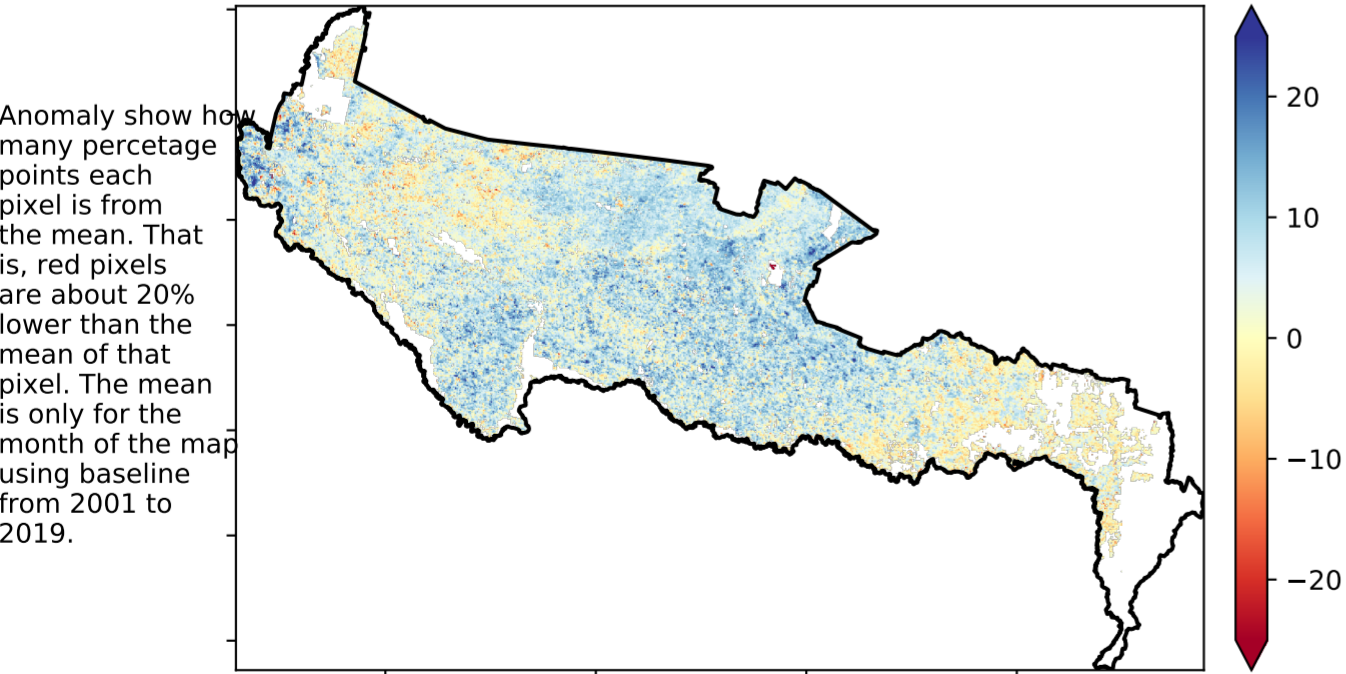 Anomaly show how
many percetage
points each
pixel is from
the mean. That
is, red pixels
are about 20%
lower than the
mean of that
pixel. The mean
is only for the
month of the map
using baseline
from 2001 to
2019.
20
10
0
−10
−20